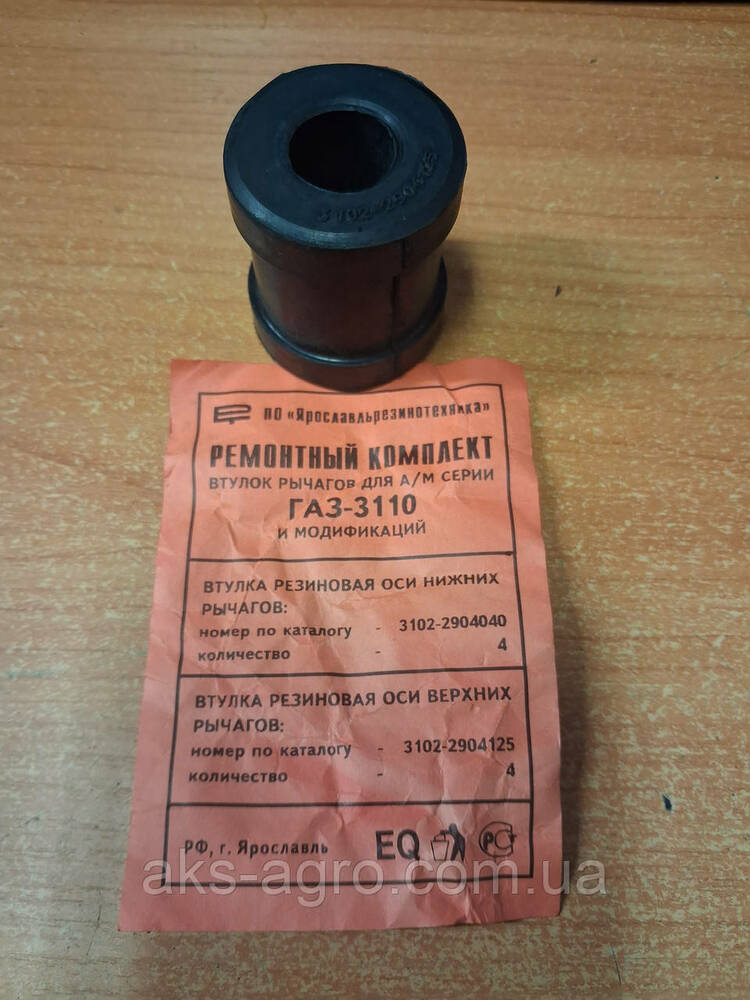 ПО «Ярославльрезинотехника»
РЕМОНТНЫЙ КОМПЛЕКТ
ВТУЛОК РЫЧАГОВ ДЛЯ А/М СЕРИИ
ГАЗ-3110
И МОДИФИКАЦИЙ
ВТУЛКА РЕЗИНОВАЯ ОСИ НИЖНИХ
РЫЧАГОВ:
номер по каталогу - 3102-2904040
количество - 4
ВТУЛКА РЕЗИНОВАЯ ОСИ ВЕРХНИХ
РЫЧАГОВ:
номер по каталогу - 3102-2904125
количество - 4
РФ, г. Ярославль EQ РСТ
aks-agro.com.ua